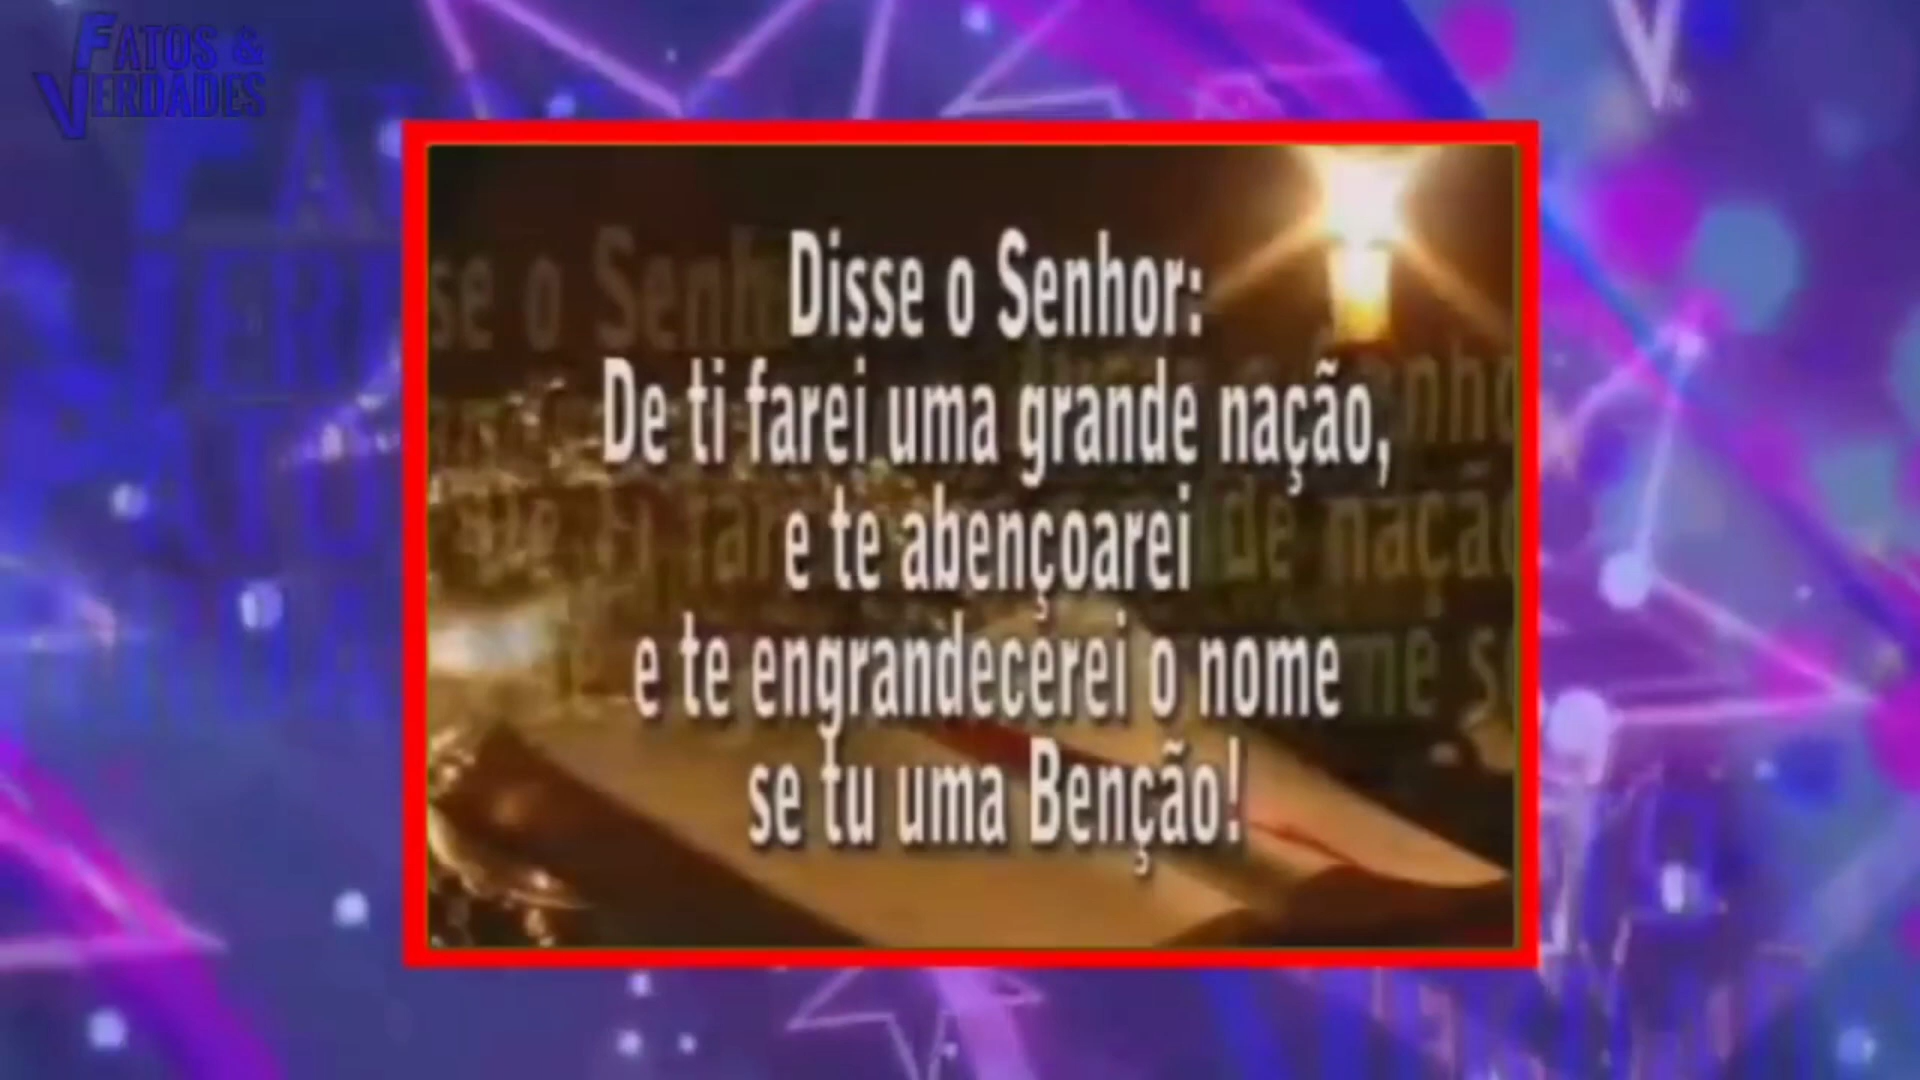 FATOS &
VERDADES
Disse o Senhor:
De ti farei uma grande nação,
e te abençoarei
e te engrandecerei o nome
se tu uma Benção!